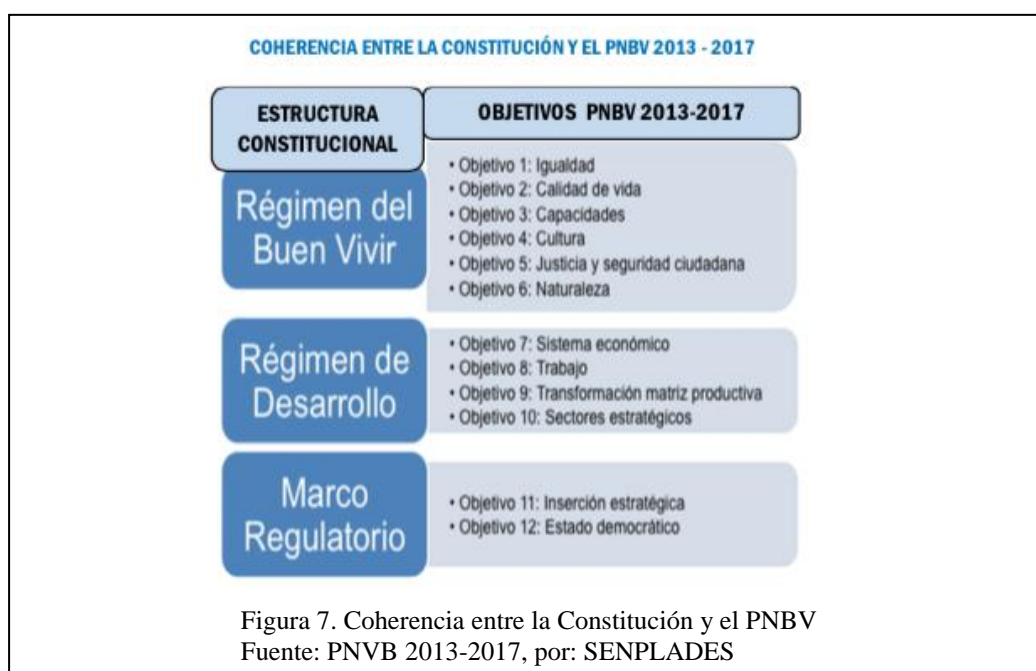 COHERENCIA ENTRE LA CONSTITUCIÓN Y EL PNBV 2013 - 2017
ESTRUCTURA
CONSTITUCIONAL
OBJETIVOS PNBV 2013-2017
Régimen del
Buen Vivir
• Objetivo 1: Igualdad
• Objetivo 2: Calidad de vida
• Objetivo 3: Capacidades
• Objetivo 4: Cultura
• Objetivo 5: Justicia y seguridad ciudadana
• Objetivo 6: Naturaleza
Régimen de
Desarrollo
• Objetivo 7: Sistema económico
• Objetivo 8: Trabajo
• Objetivo 9: Transformación matriz productiva
• Objetivo 10: Sectores estratégicos
Marco
Regulatorio
• Objetivo 11: Inserción estratégica
• Objetivo 12: Estado democrático
Figura 7. Coherencia entre la Constitución y el PNBV
Fuente: PNVB 2013-2017, por: SENPLADES